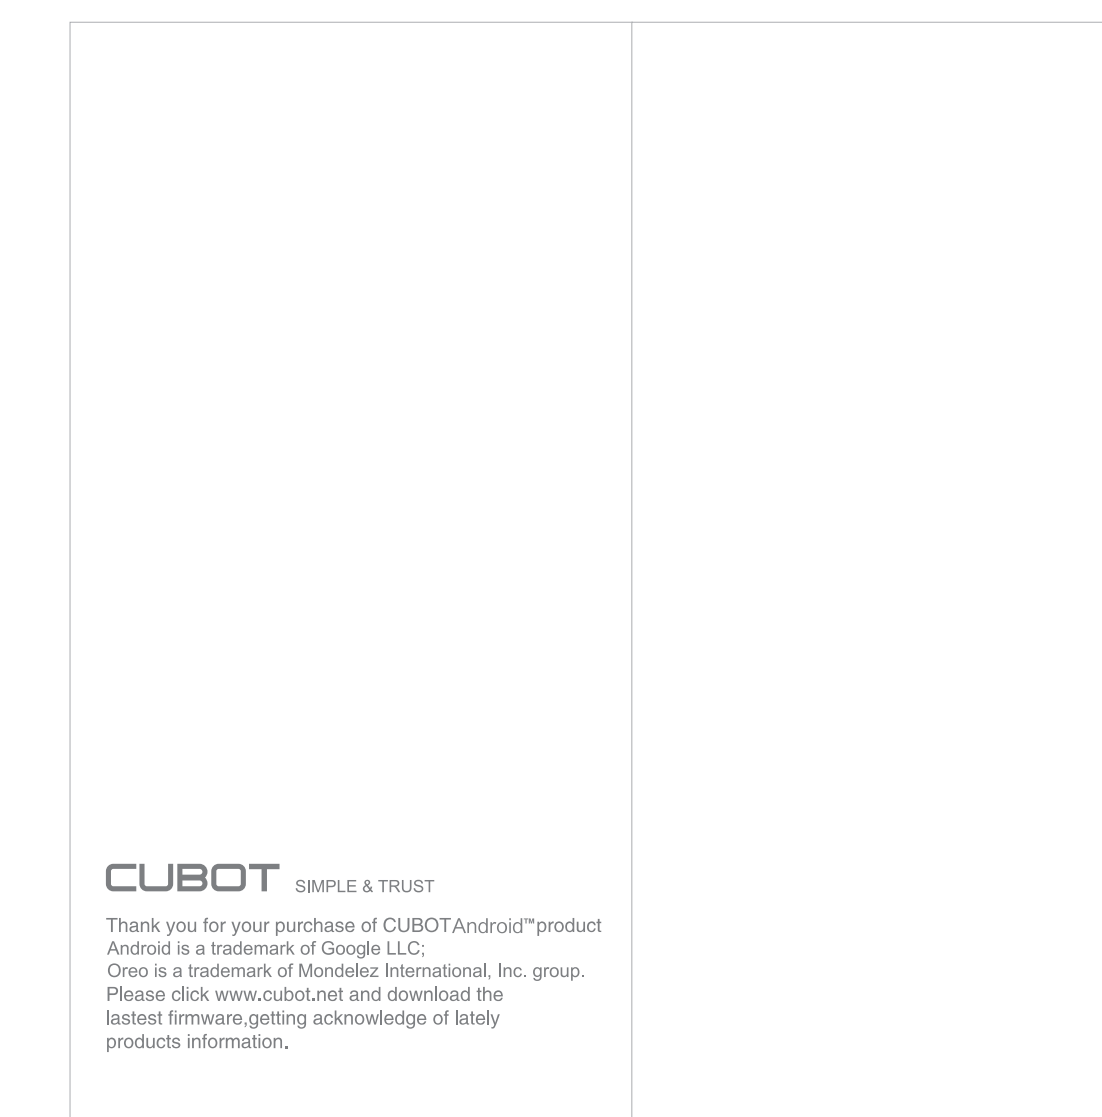 CUBOT SIMPLE & TRUST
Thank you for your purchase of CUBOT Android™product
Android is a trademark of Google LLC;
Oreo is a trademark of Mondelez International, Inc. group.
Please click www.cubot.net and download the
lastest firmware,getting acknowledge of lately
products information.